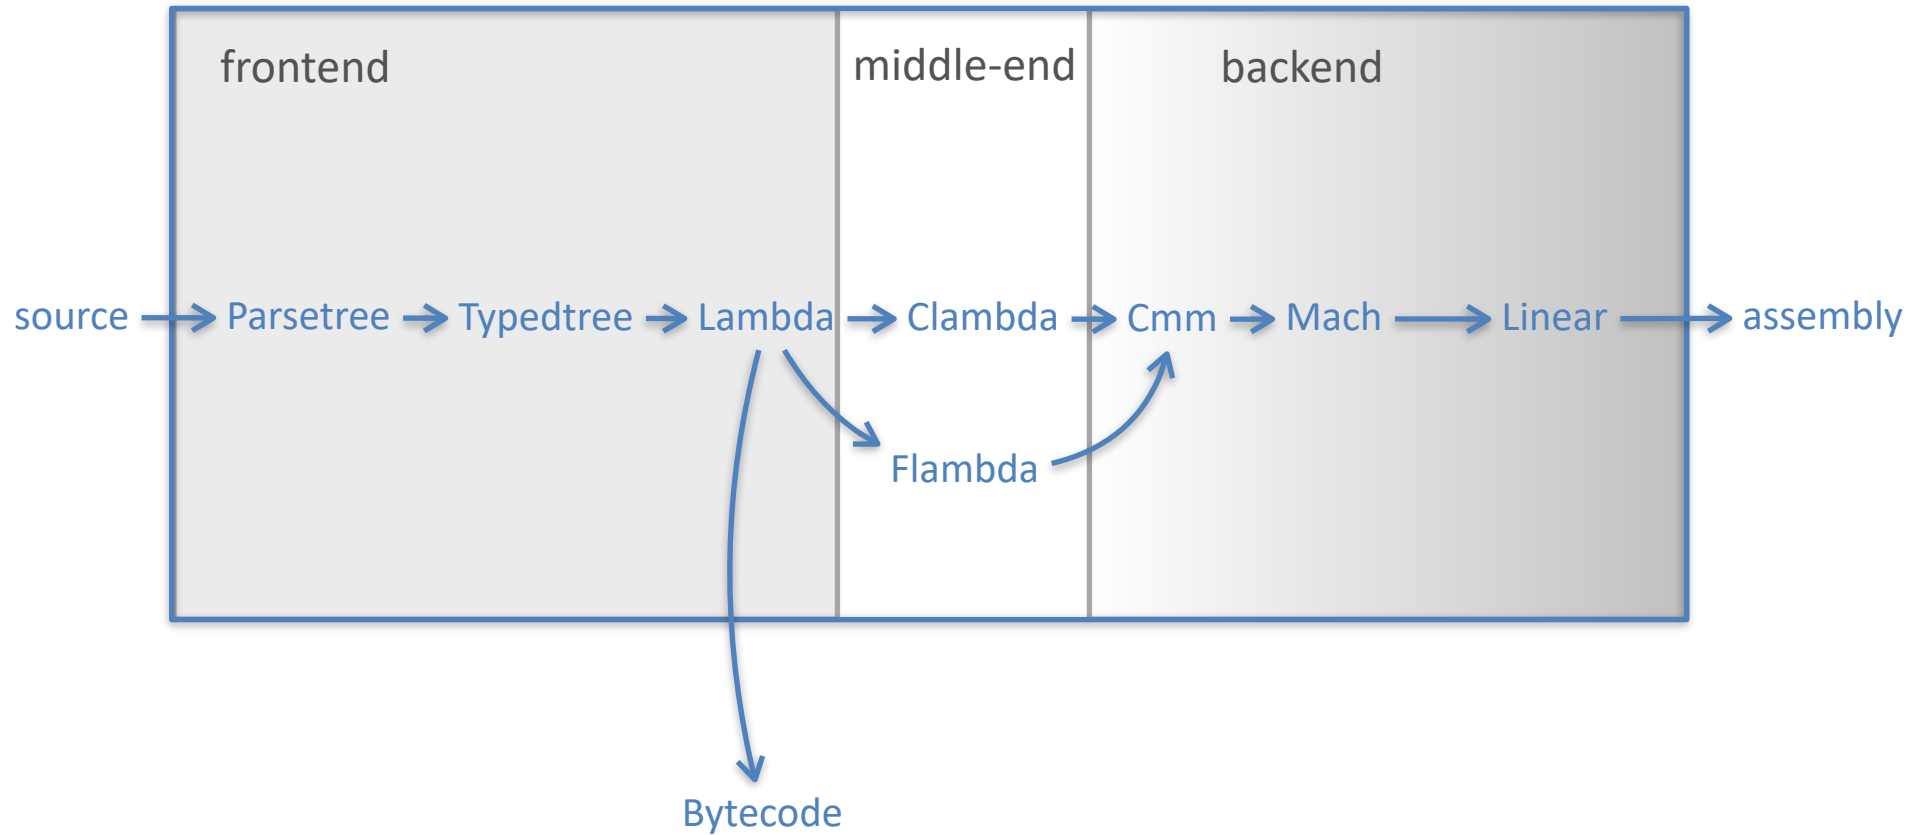 frontend
middle-end
backend
source
Parsetree
Typedtree
Lambda
Clambda
Cmm
Mach
Linear
assembly
Flambda
Bytecode